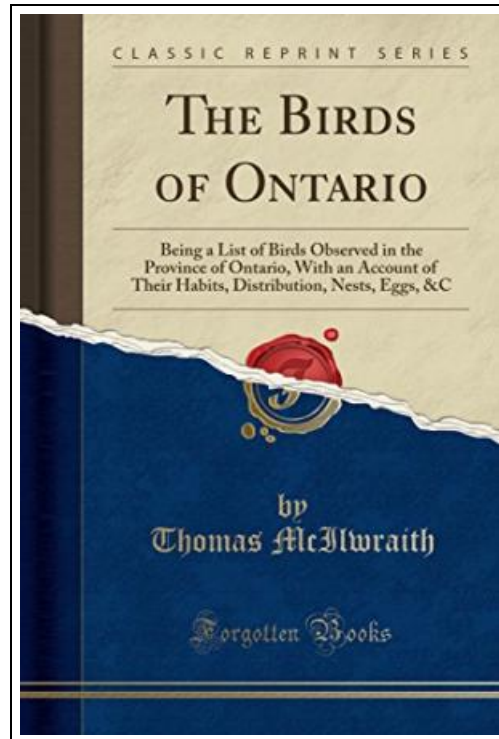 CLASSIC REPRINT SERIES
THE BIRDS
OF ONTARIO
Being a List of Birds Observed in the
Province of Ontario, With an Account of
Their Habits, Distribution, Nests, Eggs, &C
by
Thomas McIlwraith
Forgotten Books